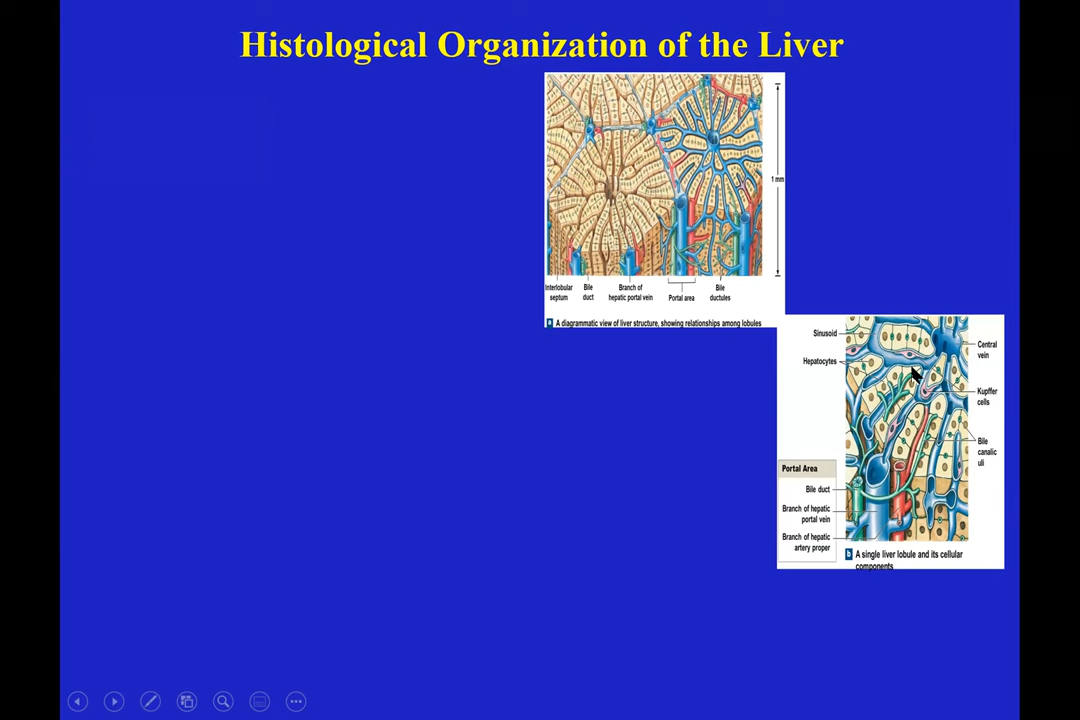 Histological Organization of the Liver
1 mm
Interlobular
septum
Bile
duct
Branch of
hepatic portal vein
Portal area
Bile
ductules
a A diagrammatic view of liver structure, showing relationships among lobules
Sinusoid
Hepatocytes
Central
vein
Kupffer
cells
Bile
canalic
uli
Portal Area
Bile duct
Branch of hepatic
portal vein
Branch of hepatic
artery proper
b A single liver lobule and its cellular
components